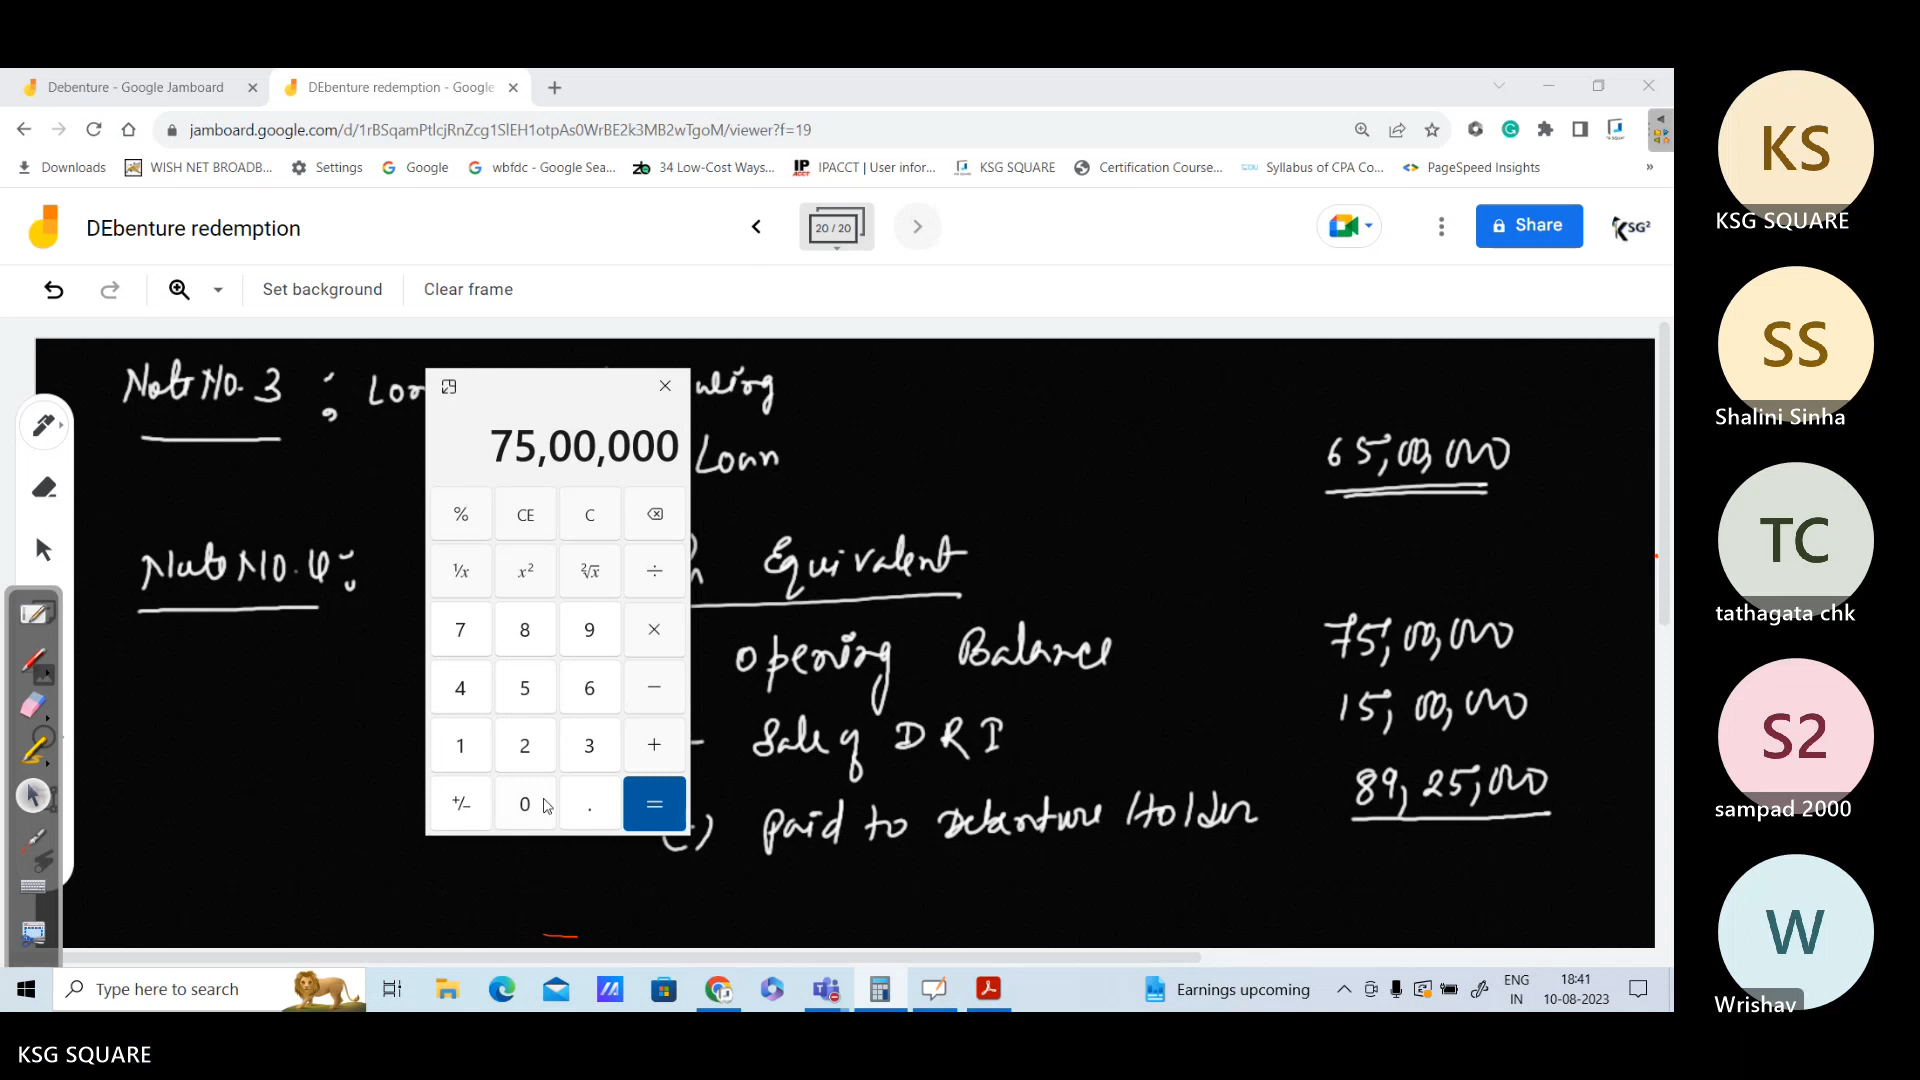 Debenture - Google Jamboard
DEbenture redemption - Google
jamboard.google.com/d/1rBSqamPtlcjRnZcg1SlEH1otpAs0WrBE2k3MB2wTgoM/viewer?f=19
Downloads WISH NET BROADB... Settings Google wbfdc - Google Sea... 34 Low-Cost Ways... IPACCT | User infor... KSG SQUARE Certification Course... Syllabus of CPA Co... PageSpeed Insights »
DEbenture redemption
20 / 20
Share
KSG²
Set background
Clear frame
Note No. 3 :
Loan 65,00,000
Note No. 4 :
Equivalent
Opening Balance 75,00,000
Sale of DRI 15,00,000
(-) Paid to Debenture Holder 89,25,000
75,00,000
% CE C
¹/x x² ²√x ÷
7 8 9 ×
4 5 6 −
1 2 3 +
+/− 0 . =
Type here to search
Earnings upcoming
ENG
IN
18:41
10-08-2023
KS
KSG SQUARE
SS
Shalini Sinha
TC
tathagata chk
S2
sampad 2000
W
Wrishav
KSG SQUARE